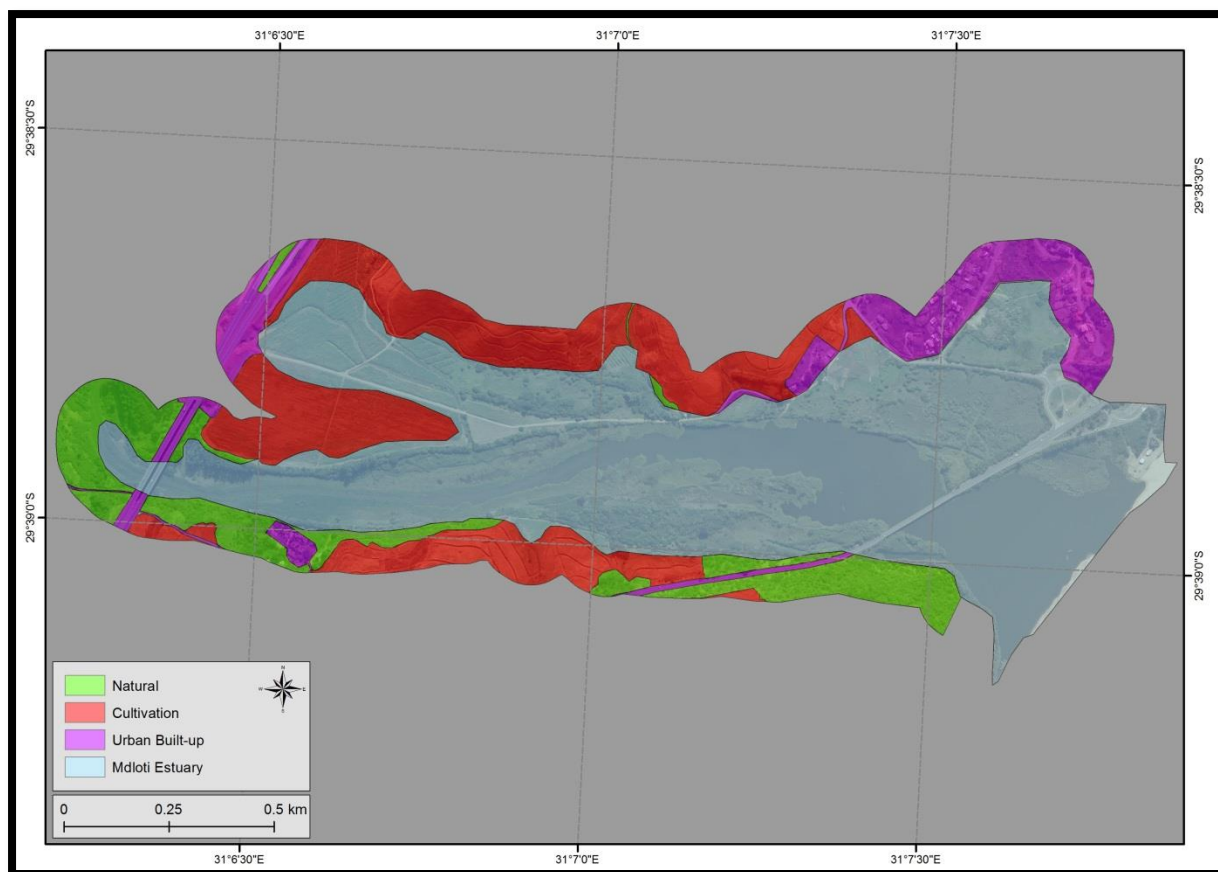 31°6'30"E 31°7'0"E 31°7'30"E
29°38'30"S
29°38'30"S
29°39'0"S
29°39'0"S
N
W E
S
Natural
Cultivation
Urban Built-up
Mdloti Estuary
0 0.25 0.5 km
31°6'30"E 31°7'0"E 31°7'30"E